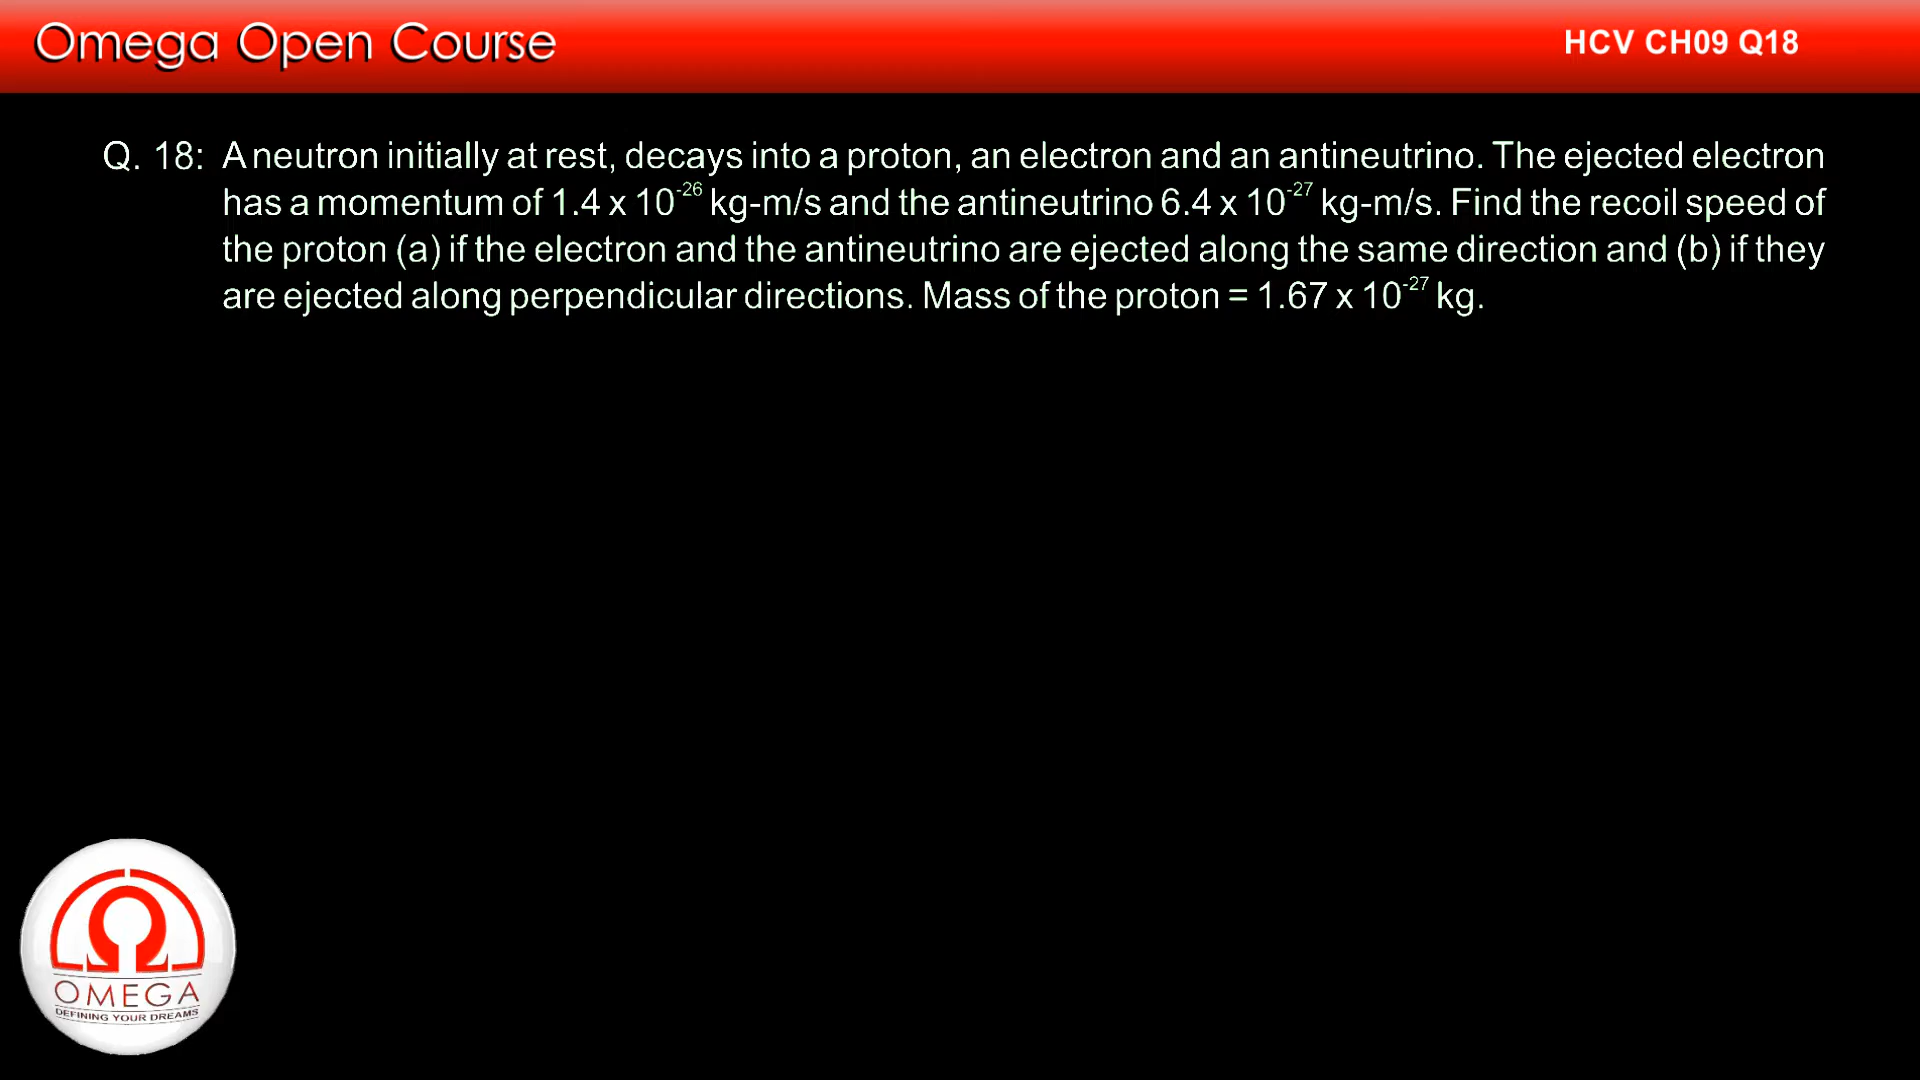 Omega Open Course
HCV CH09 Q18
Q. 18: A neutron initially at rest, decays into a proton, an electron and an antineutrino. The ejected electron
has a momentum of 1.4 x 10⁻²⁶ kg-m/s and the antineutrino 6.4 x 10⁻²⁷ kg-m/s. Find the recoil speed of
the proton (a) if the electron and the antineutrino are ejected along the same direction and (b) if they
are ejected along perpendicular directions. Mass of the proton = 1.67 x 10⁻²⁷ kg.
OMEGA
DEFINING YOUR DREAMS